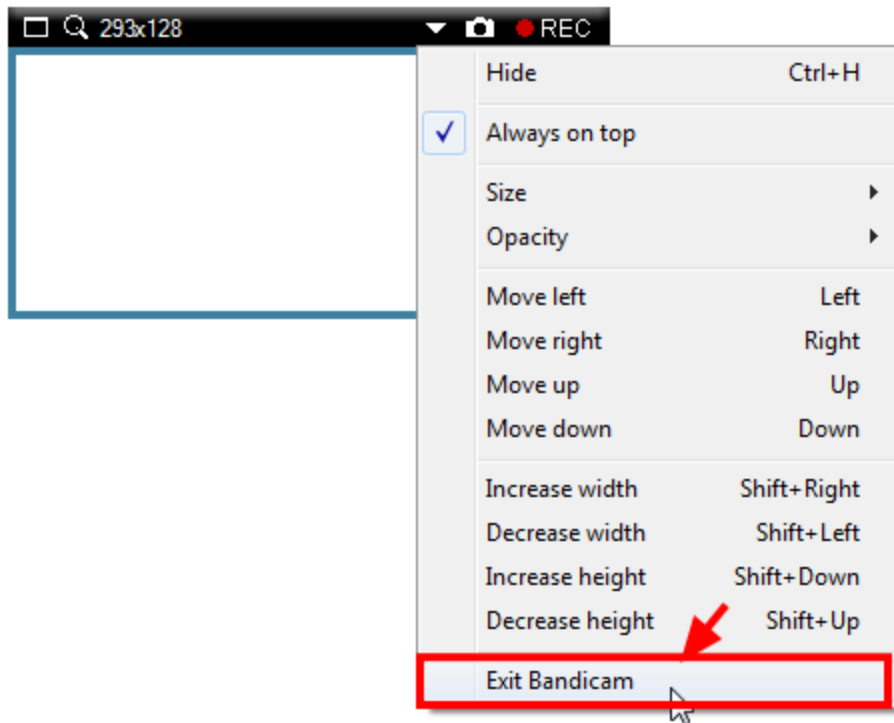 293x128 REC
Hide Ctrl+H
Always on top
Size
Opacity
Move left Left
Move right Right
Move up Up
Move down Down
Increase width Shift+Right
Decrease width Shift+Left
Increase height Shift+Down
Decrease height Shift+Up
Exit Bandicam